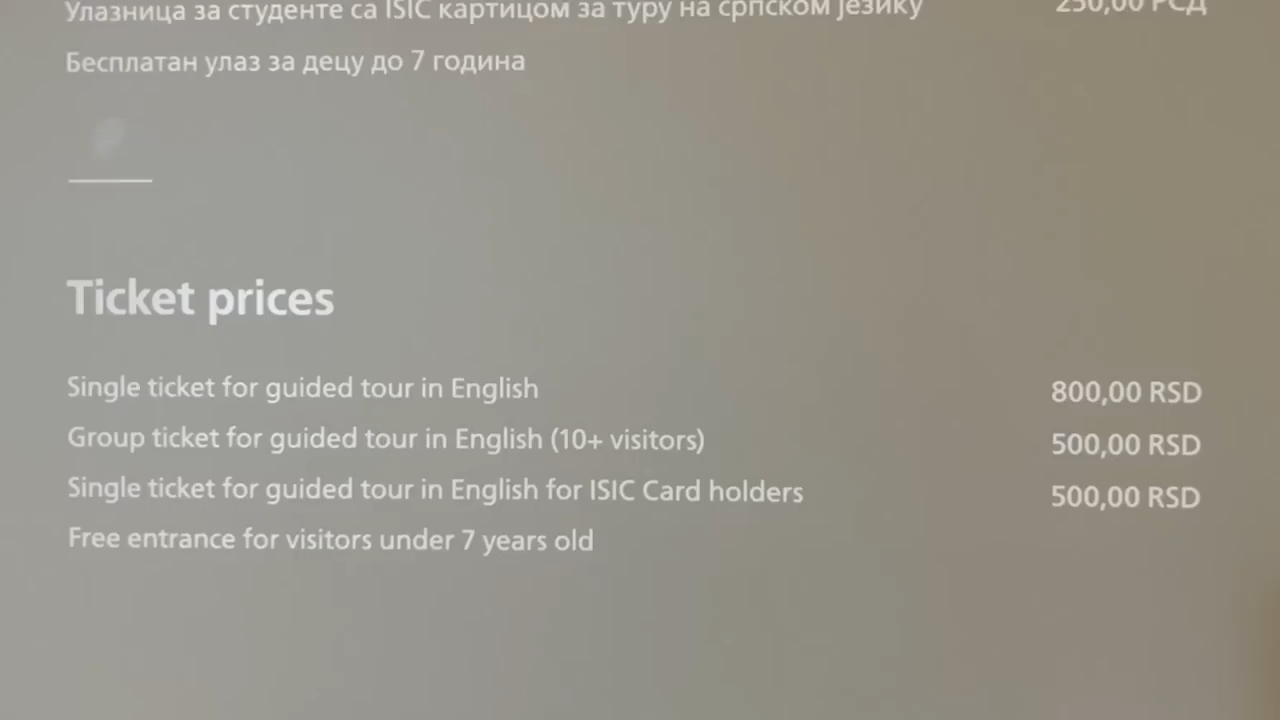 Улазница за студенте са ISIC картицом за туру на српском језику 250,00 РСД
Бесплатан улаз за децу до 7 година
Ticket prices
Single ticket for guided tour in English 800,00 RSD
Group ticket for guided tour in English (10+ visitors) 500,00 RSD
Single ticket for guided tour in English for ISIC Card holders 500,00 RSD
Free entrance for visitors under 7 years old